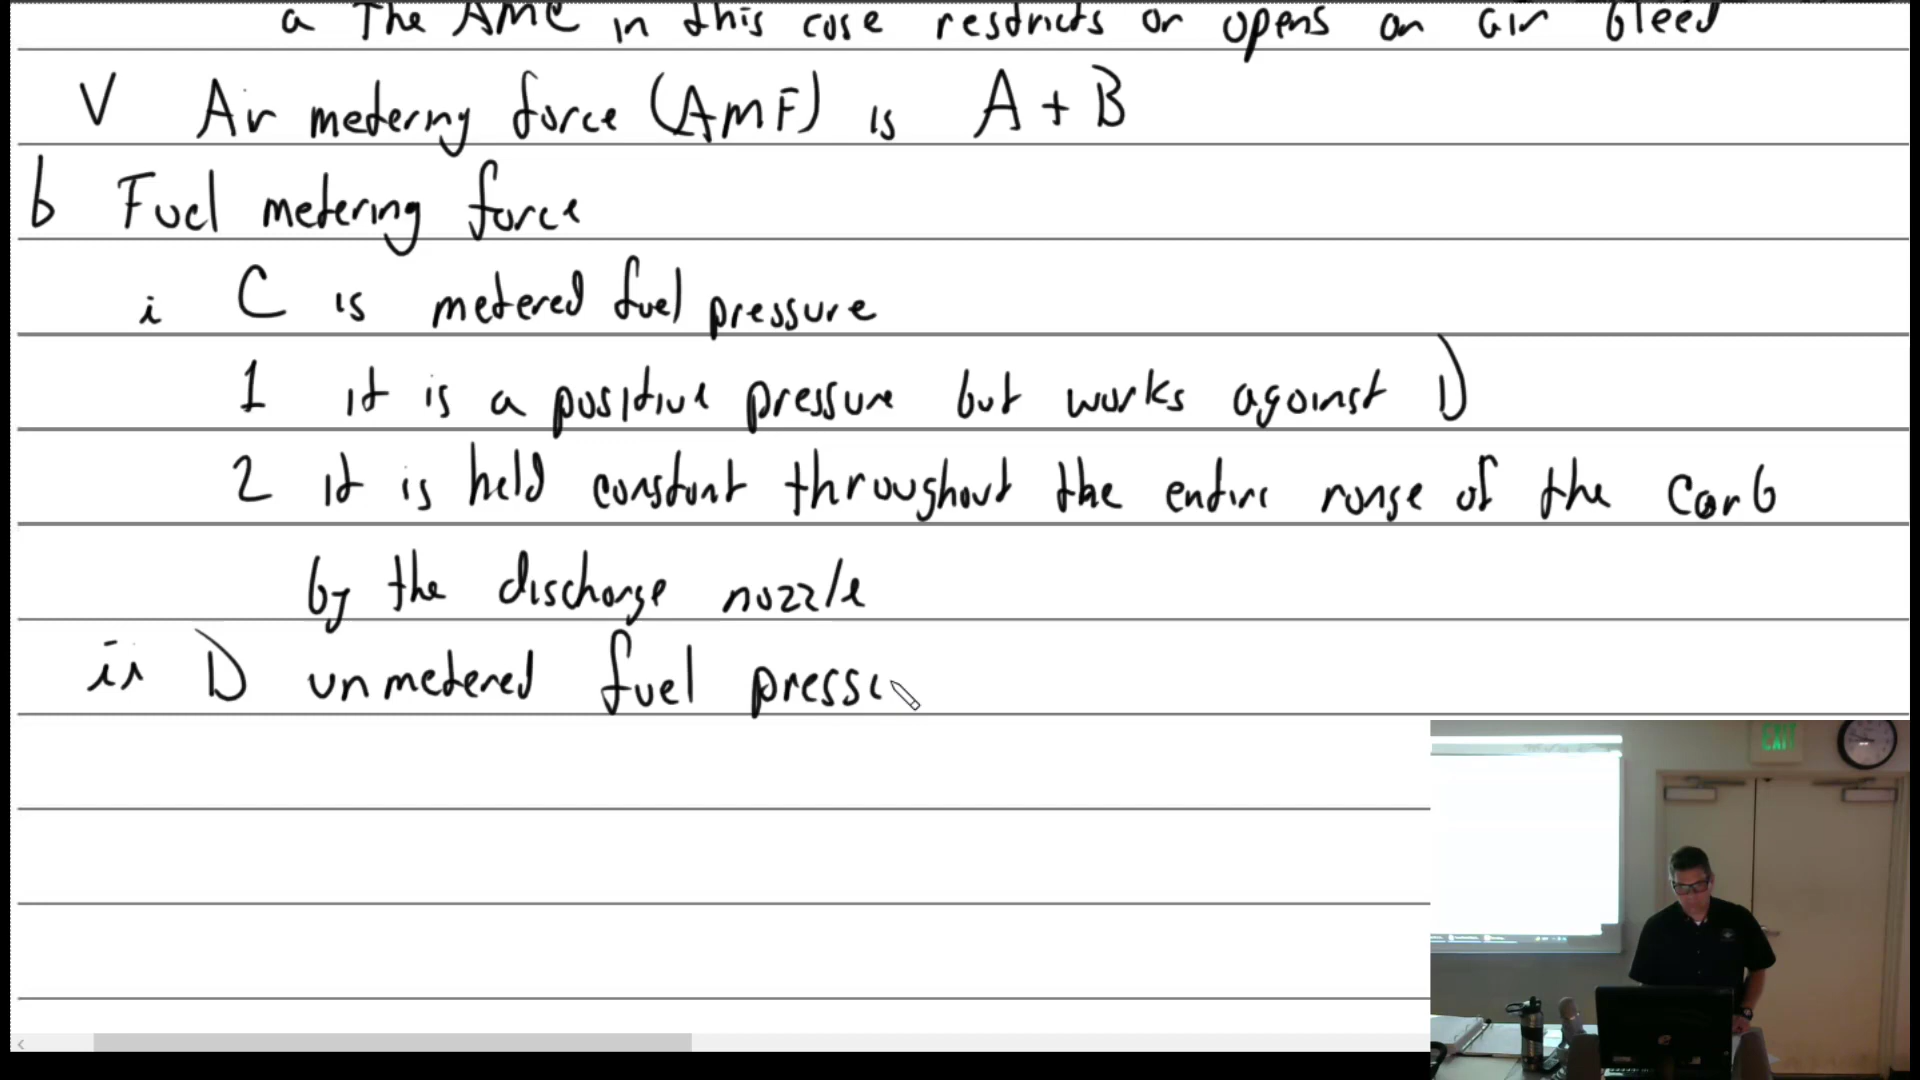 a The AMC in this case restricts or opens an air bleed
V Air metering force (AMF) is A + B
b Fuel metering force
i C is metered fuel pressure
1 it is a positive pressure but works against D
2 it is held constant throughout the entire range of the carb
by the discharge nozzle
ii D unmetered fuel pressu
EXIT